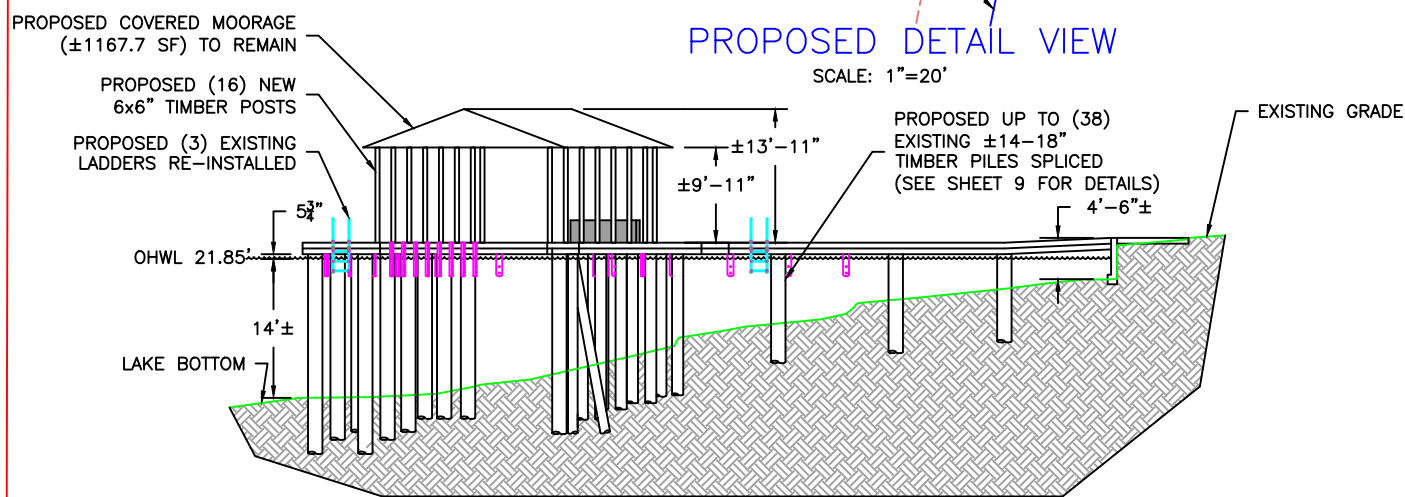 PROPOSED COVERED MOORAGE
(±1167.7 SF) TO REMAIN
PROPOSED DETAIL VIEW
SCALE: 1"=20'
PROPOSED (16) NEW
6x6" TIMBER POSTS
PROPOSED (3) EXISTING
LADDERS RE-INSTALLED
PROPOSED UP TO (38)
EXISTING ±14-18"
TIMBER PILES SPLICED
(SEE SHEET 9 FOR DETAILS)
EXISTING GRADE
±13'-11"
±9'-11"
4'-6"±
5¾"
OHWL 21.85'
14'±
LAKE BOTTOM